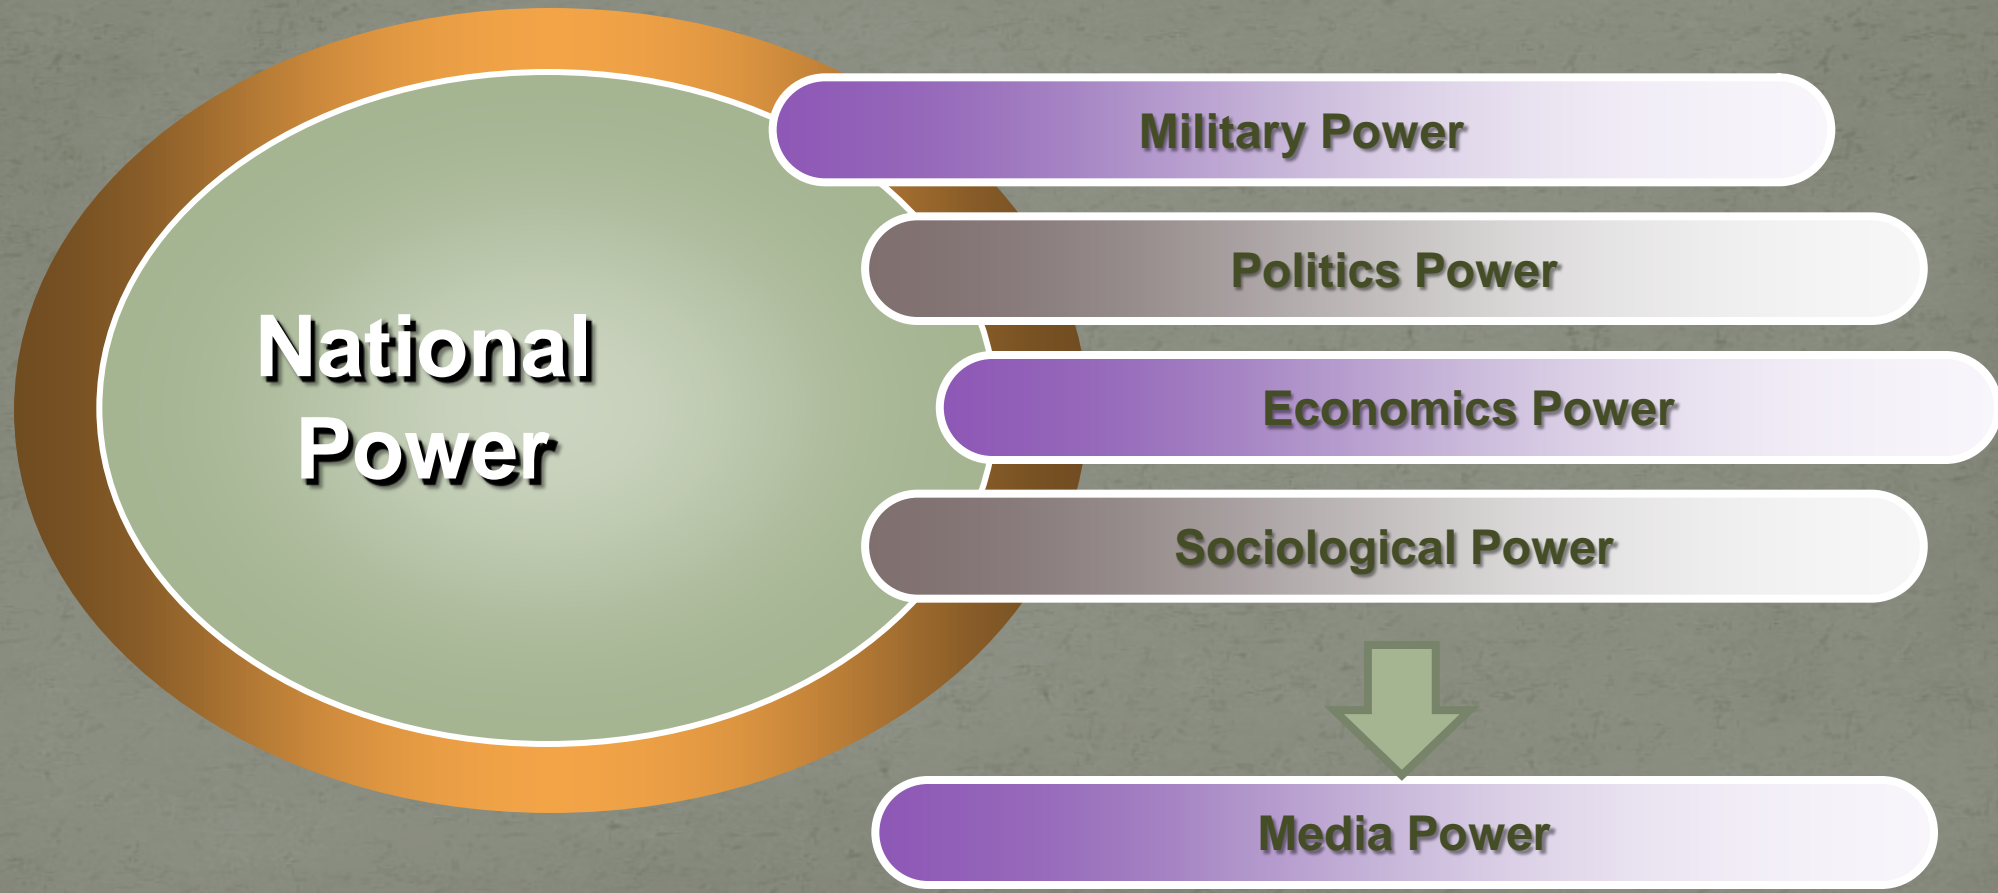 National
Power
Military Power
Politics Power
Economics Power
Sociological Power
Media Power